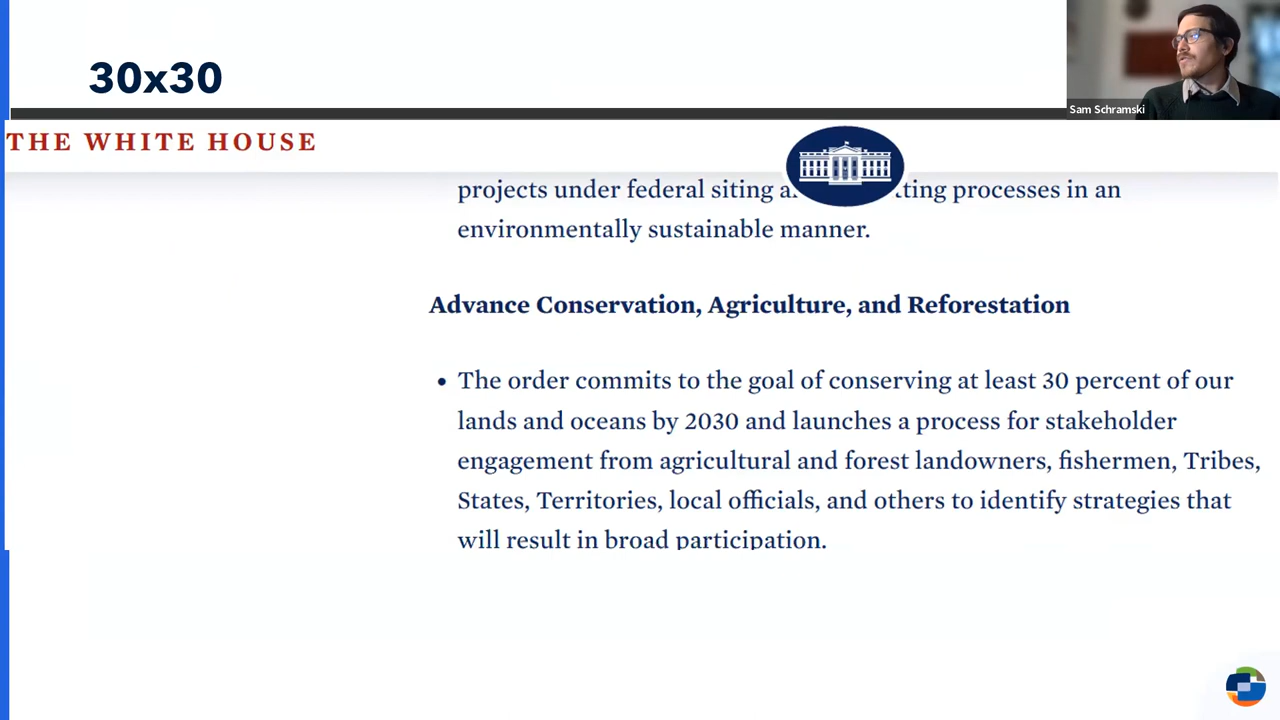 30x30
Sam Schramski
THE WHITE HOUSE
projects under federal siting a tting processes in an
environmentally sustainable manner.
Advance Conservation, Agriculture, and Reforestation
• The order commits to the goal of conserving at least 30 percent of our
lands and oceans by 2030 and launches a process for stakeholder
engagement from agricultural and forest landowners, fishermen, Tribes,
States, Territories, local officials, and others to identify strategies that
will result in broad participation.